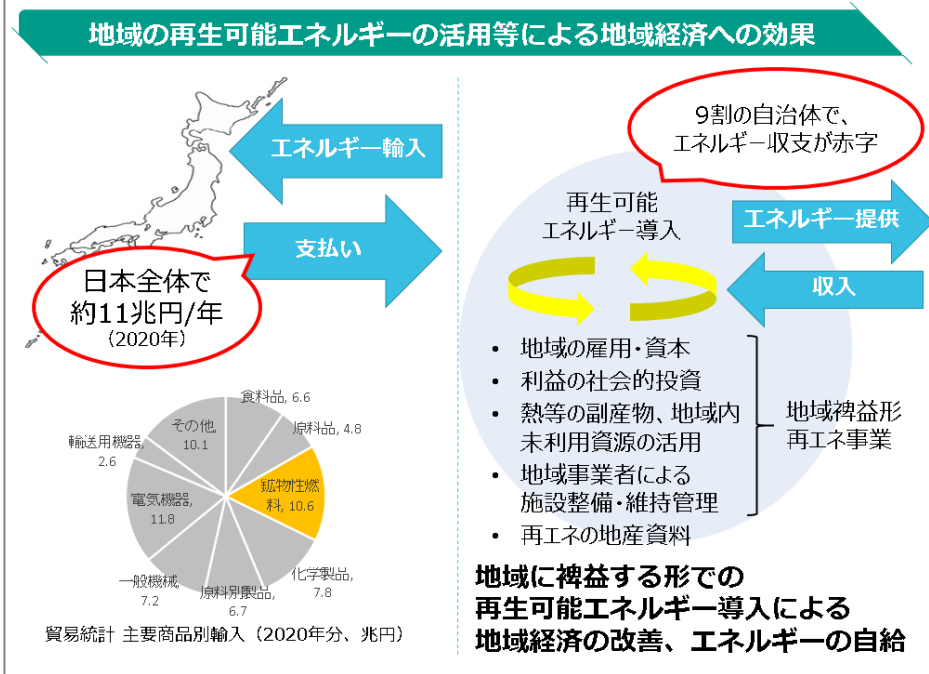 地域の再生可能エネルギーの活用等による地域経済への効果
エネルギー輸入
支払い
日本全体で
約11兆円/年
(2020年)
食料品, 6.6
原料品, 4.8
鉱物性燃
料, 10.6
化学製品,
7.8
原料別製品,
6.7
一般機械,
7.2
電気機器,
11.8
輸送用機器,
2.6
その他,
10.1
貿易統計 主要商品別輸入（2020年分、兆円）
9割の自治体で、
エネルギー収支が赤字
再生可能
エネルギー導入
エネルギー提供
収入
• 地域の雇用・資本
• 利益の社会的投資
• 熱等の副産物、地域内
未利用資源の活用
• 地域事業者による
施設整備・維持管理
• 再エネの地産資料
地域裨益形
再エネ事業
地域に裨益する形での
再生可能エネルギー導入による
地域経済の改善、エネルギーの自給